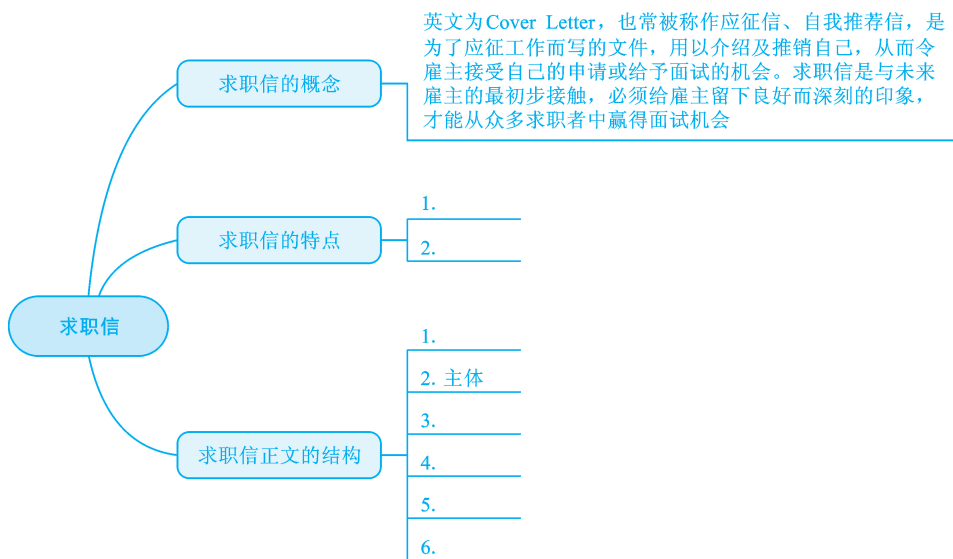 英文为Cover Letter，也常被称作应征信、自我推荐信，是
为了应征工作而写的文件，用以介绍及推销自己，从而令
雇主接受自己的申请或给予面试的机会。求职信是与未来
雇主的最初步接触，必须给雇主留下良好而深刻的印象，
才能从众多求职者中赢得面试机会
求职信的概念
1.
求职信的特点
2.
求职信
1.
2. 主体
3.
求职信正文的结构
4.
5.
6.